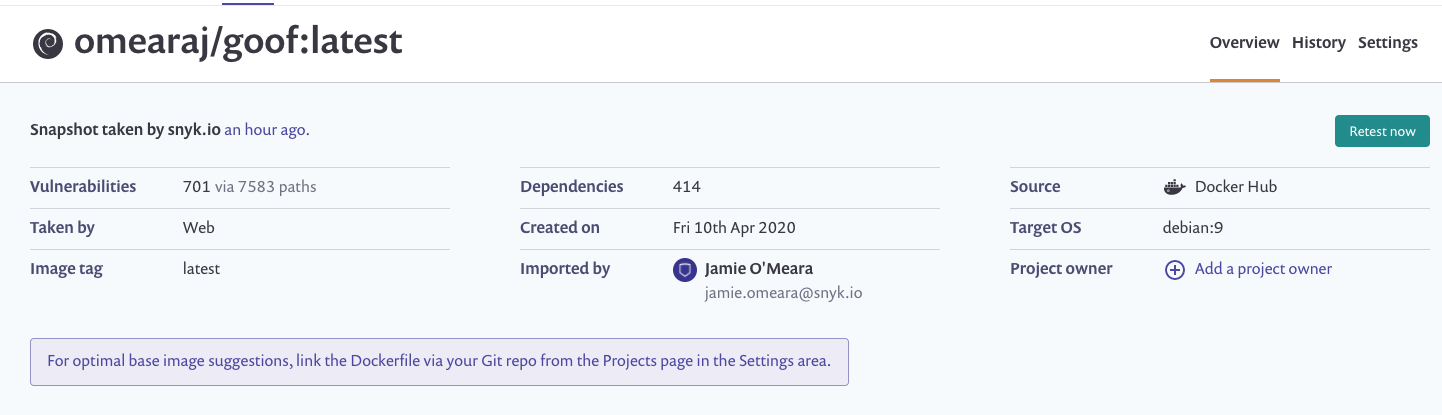 omearaj/goof:latest
Overview History Settings
Snapshot taken by snyk.io an hour ago.
Retest now
Vulnerabilities 701 via 7583 paths
Dependencies 414
Source Docker Hub
Taken by Web
Created on Fri 10th Apr 2020
Target OS debian:9
Image tag latest
Imported by Jamie O'Meara
jamie.omeara@snyk.io
Project owner Add a project owner
For optimal base image suggestions, link the Dockerfile via your Git repo from the Projects page in the Settings area.